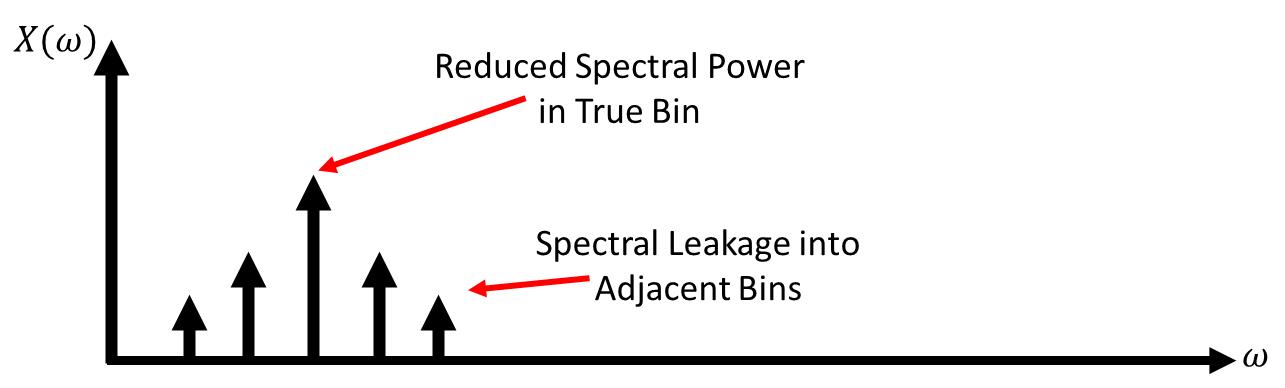 X(ω)
Reduced Spectral Power
in True Bin
Spectral Leakage into
Adjacent Bins
ω